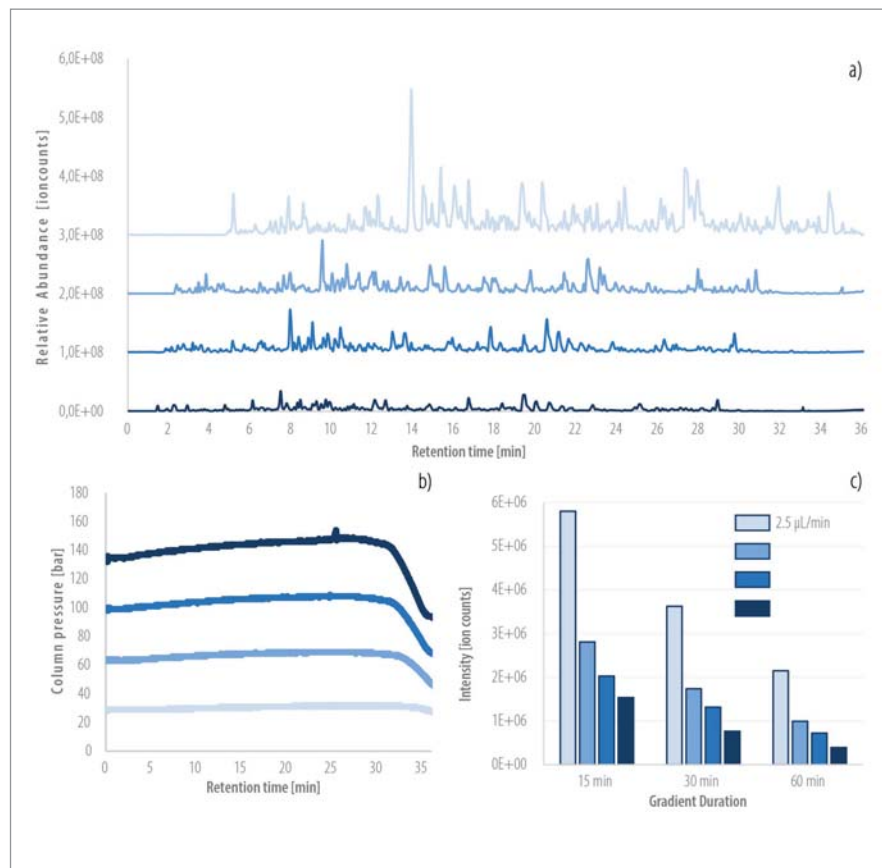 a)
6,0E+08
5,0E+08
4,0E+08
3,0E+08
2,0E+08
1,0E+08
0,0E+00
Relative Abundance [ioncounts]
0 2 4 6 8 10 12 14 16 18 20 22 24 26 28 30 32 34 36
Retention time [min]
b)
180
160
140
120
100
80
60
40
20
0
Column pressure [bar]
0 5 10 15 20 25 30 35
Retention time [min]
c)
6E+06
5E+06
4E+06
3E+06
2E+06
1E+06
0E+00
Intensity [ion counts]
2.5 µL/min
15 min 30 min 60 min
Gradient Duration